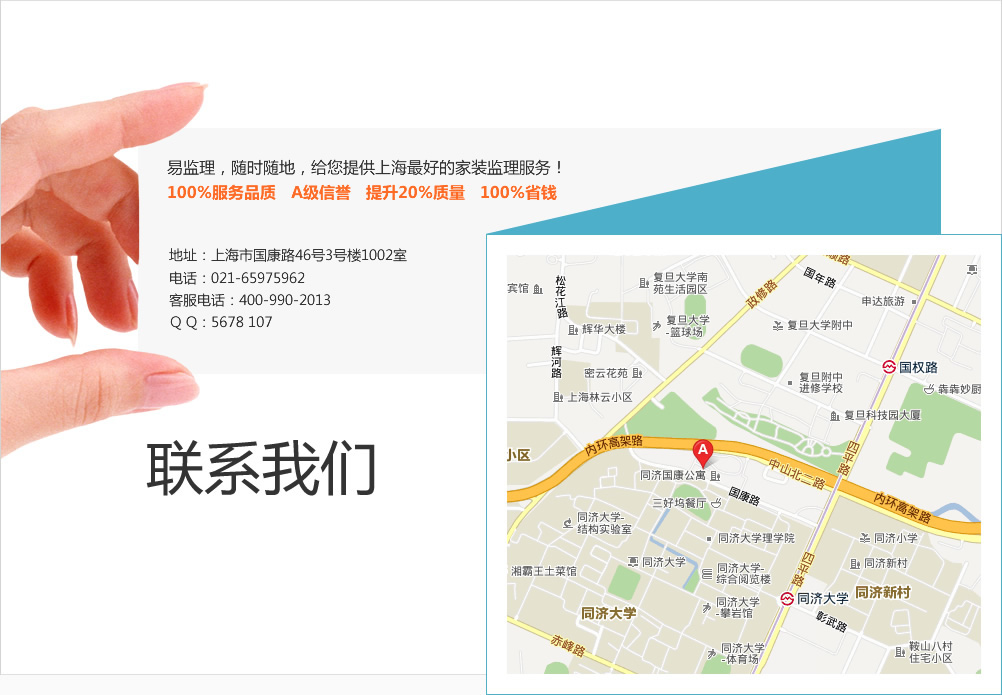 易监理，随时随地，给您提供上海最好的家装监理服务！
100%服务品质 A级信誉 提升20%质量 100%省钱
地址：上海市国康路46号3号楼1002室
电话：021-65975962
客服电话：400-990-2013
Q Q：5678 107
联系我们
宾馆
松花江路
复旦大学南
苑生活园区
政修路
国年路
申达旅游
辉华大楼
复旦大学
-篮球场
复旦大学附中
辉河路
国权路
密云花苑
复旦附中
进修学校
犇犇妙厨
上海林云小区
复旦科技园大厦
小区
内环高架路
A
四平路
中山北二路
同济国康公寓
国康路
内环高架路
三好坞餐厅
同济大学-
结构实验室
同济大学理学院
同济小学
湘霸王土菜馆
同济大学
同济大学-
综合阅览楼
四平路
同济新村
同济大学
同济新村
同济大学
同济大学
-攀岩馆
彰武路
赤峰路
同济大学
-体育场
鞍山八村
住宅小区